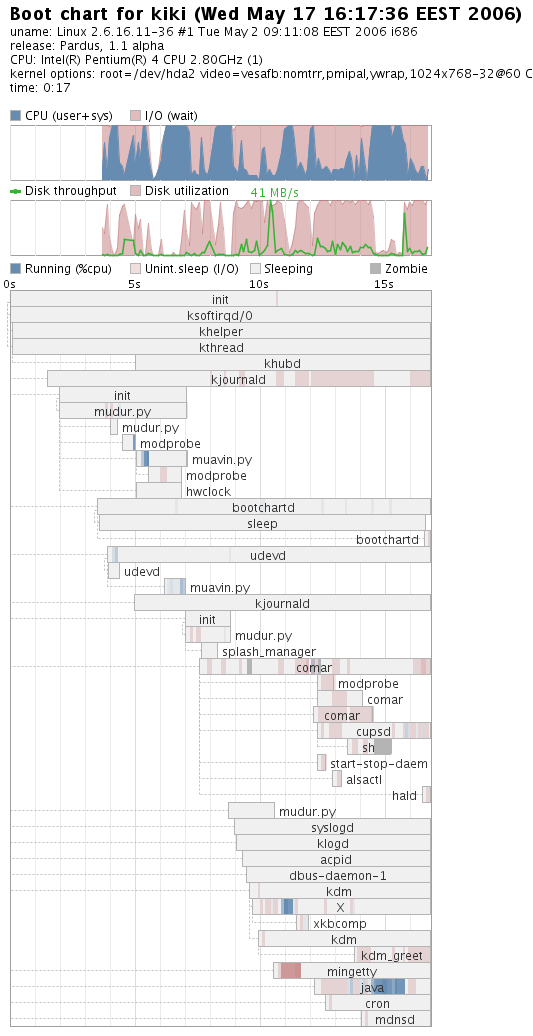 Boot chart for kiki (Wed May 17 16:17:36 EEST 2006)
uname: Linux 2.6.16.11-36 #1 Tue May 2 09:11:08 EEST 2006 i686
release: Pardus, 1.1 alpha
CPU: Intel(R) Pentium(R) 4 CPU 2.80GHz (1)
kernel options: root=/dev/hda2 video=vesafb:nomtrr,pmipal,ywrap,1024x768-32@60 C
time: 0:17
CPU (user+sys) I/O (wait)
Disk throughput Disk utilization 41 MB/s
Running (%cpu) Unint.sleep (I/O) Sleeping Zombie
0s 5s 10s 15s
init
ksoftirqd/0
khelper
kthread
khubd
kjournald
init
mudur.py
mudur.py
modprobe
muavin.py
modprobe
hwclock
bootchartd
sleep
bootchartd
udevd
udevd
muavin.py
kjournald
init
mudur.py
splash_manager
comar
modprobe
comar
comar
cupsd
sh
start-stop-daem
alsactl
hald
mudur.py
syslogd
klogd
acpid
dbus-daemon-1
kdm
X
xkbcomp
kdm
kdm_greet
mingetty
java
cron
mdnsd